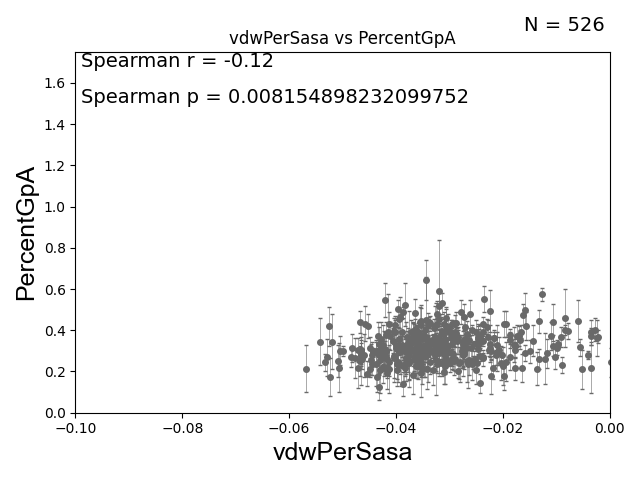 N = 526
vdwPerSasa vs PercentGpA
Spearman r = -0.12
Spearman p = 0.008154898232099752
PercentGpA
1.6
1.4
1.2
1.0
0.8
0.6
0.4
0.2
0.0
−0.10
−0.08
−0.06
−0.04
−0.02
0.00
vdwPerSasa